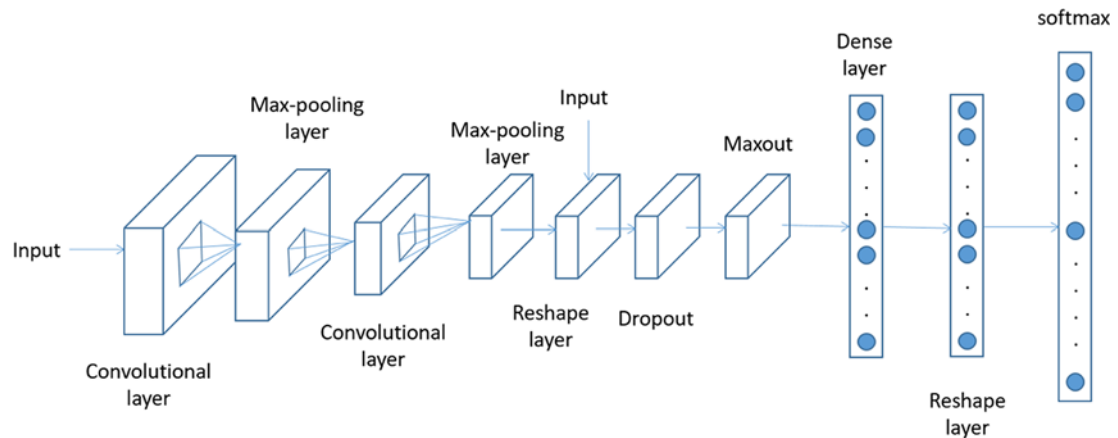 Input
Convolutional
layer
Max-pooling
layer
Convolutional
layer
Max-pooling
layer
Input
Reshape
layer
Dropout
Maxout
Dense
layer
Reshape
layer
softmax